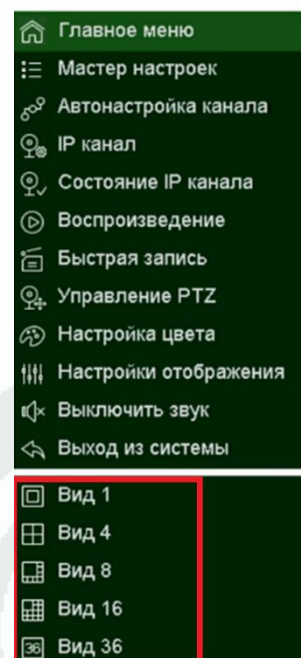 Главное меню
Мастер настроек
Автонастройка канала
IP канал
Состояние IP канала
Воспроизведение
Быстрая запись
Управление PTZ
Настройка цвета
Настройки отображения
Выключить звук
Выход из системы
Вид 1
Вид 4
Вид 8
Вид 16
36 Вид 36